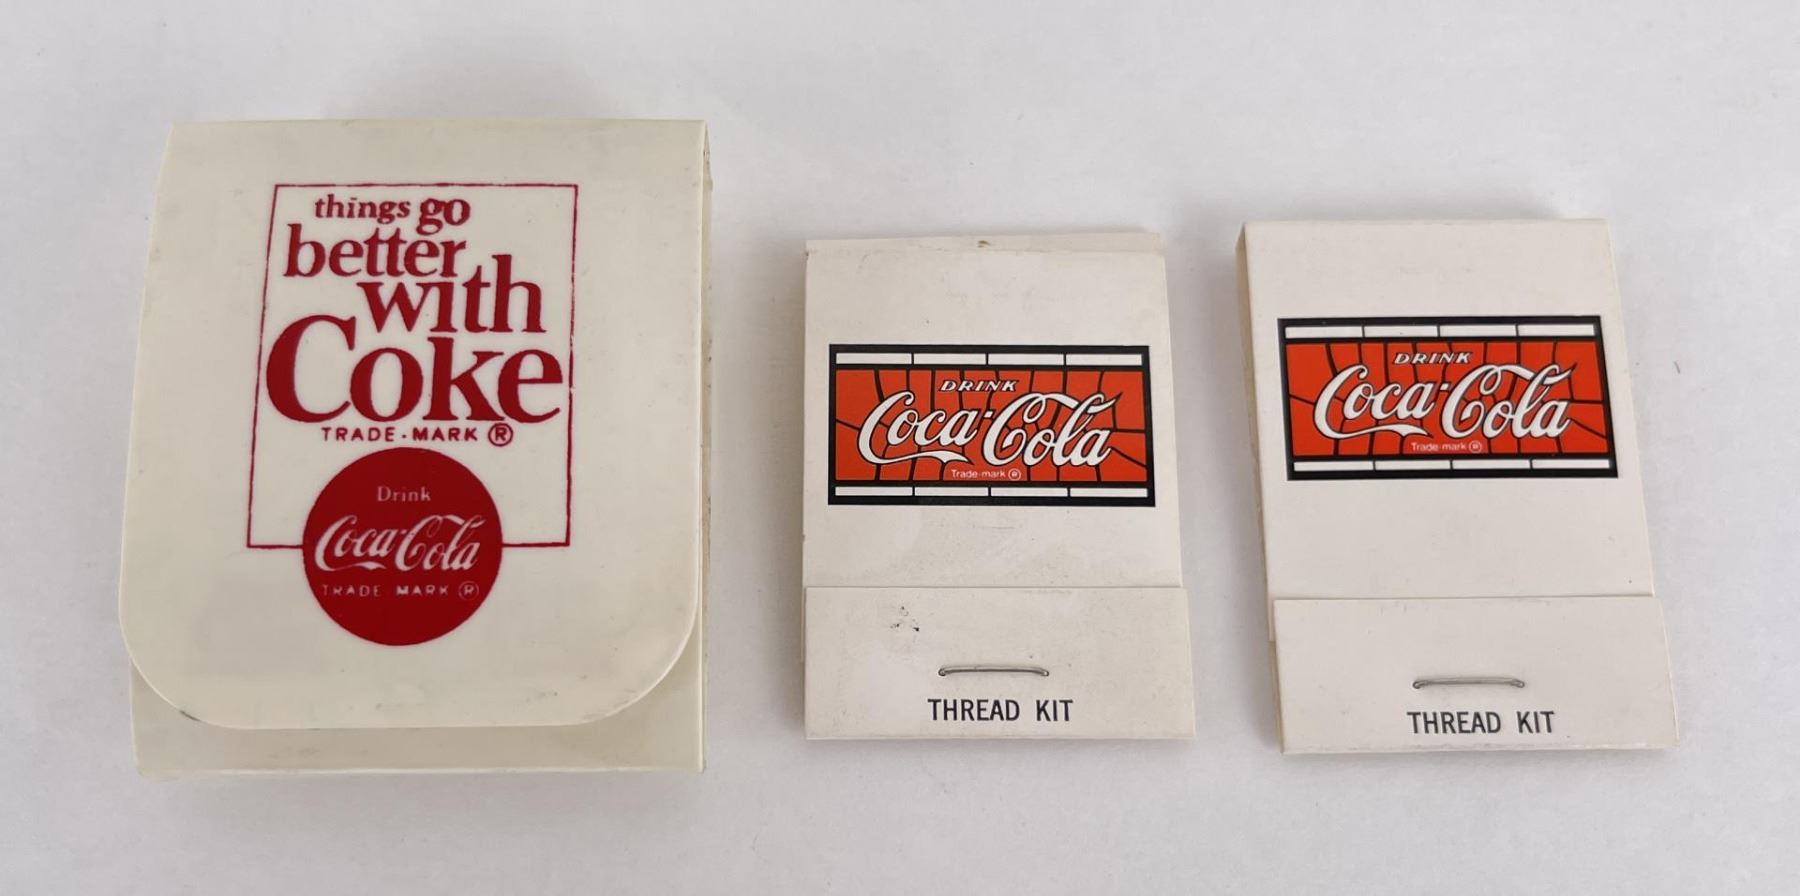 things go
better
with
Coke
TRADE-MARK ®
Drink
Coca-Cola
TRADE MARK ®
DRINK
Coca-Cola
Trade-mark ®
THREAD KIT
DRINK
Coca-Cola
Trade-mark ®
THREAD KIT